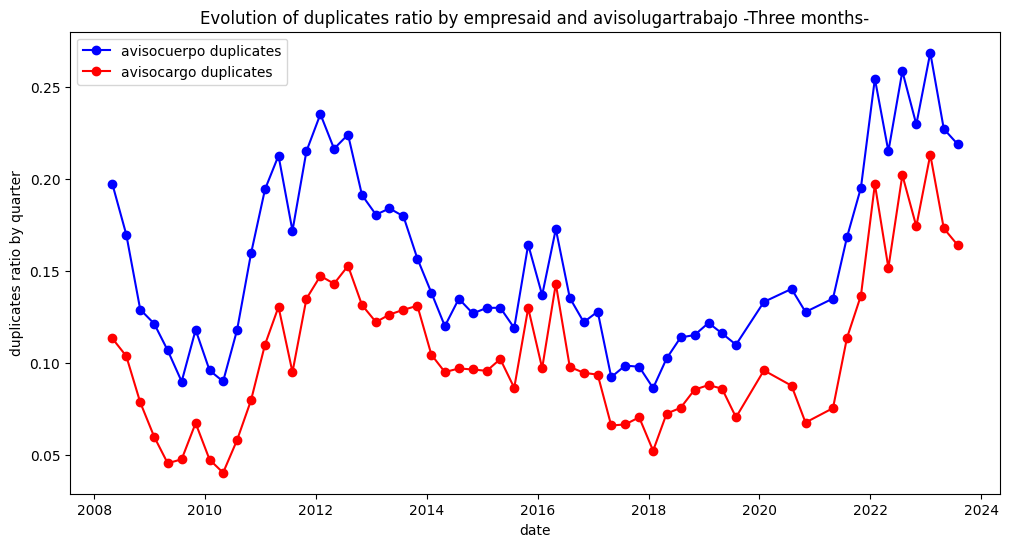 Evolution of duplicates ratio by empresaid and avisolugartrabajo -Three months-
avisocuerpo duplicates
avisocargo duplicates
duplicates ratio by quarter
0.25
0.20
0.15
0.10
0.05
2008 2010 2012 2014 2016 2018 2020 2022 2024
date